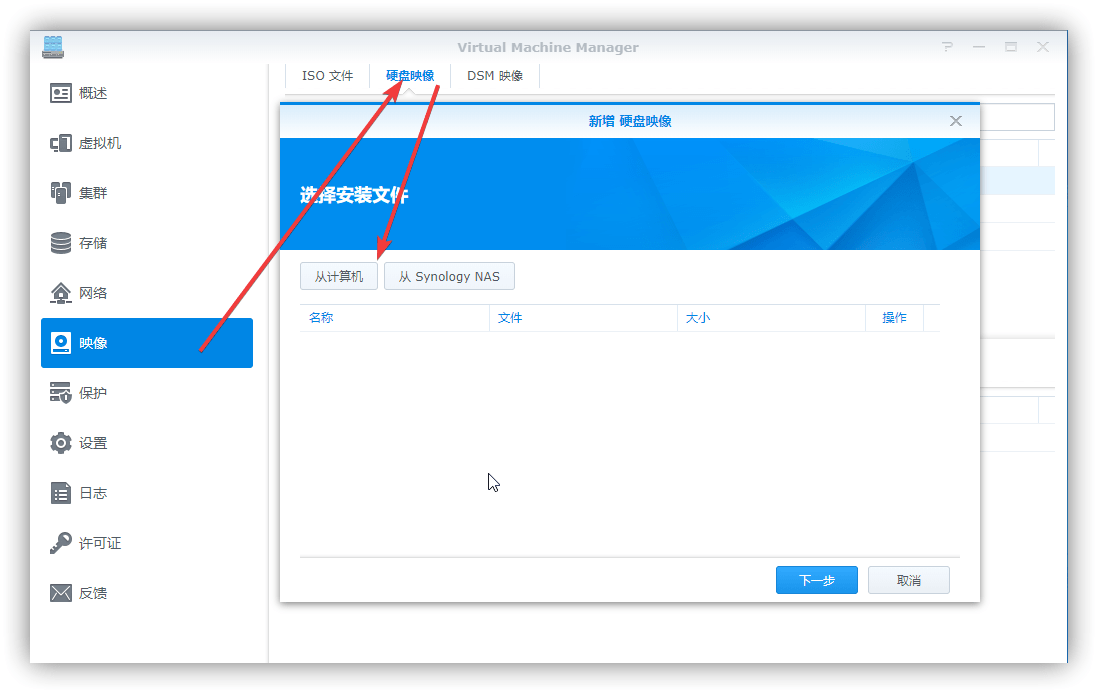 Virtual Machine Manager
概述
虚拟机
集群
存储
网络
映像
保护
设置
日志
许可证
反馈
ISO 文件
硬盘映像
DSM 映像
新增 硬盘映像
选择安装文件
从计算机
从 Synology NAS
名称
文件
大小
操作
下一步
取消